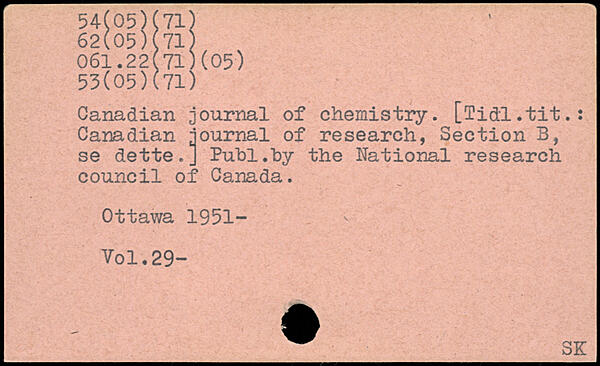 54(05)(71)
62(05)(71)
061.22(71)(05)
53(05)(71)
Canadian journal of chemistry. [Tidl.tit.:
Canadian journal of research, Section B,
se dette.] Publ.by the National research
council of Canada.
Ottawa 1951-
Vol.29-
SK